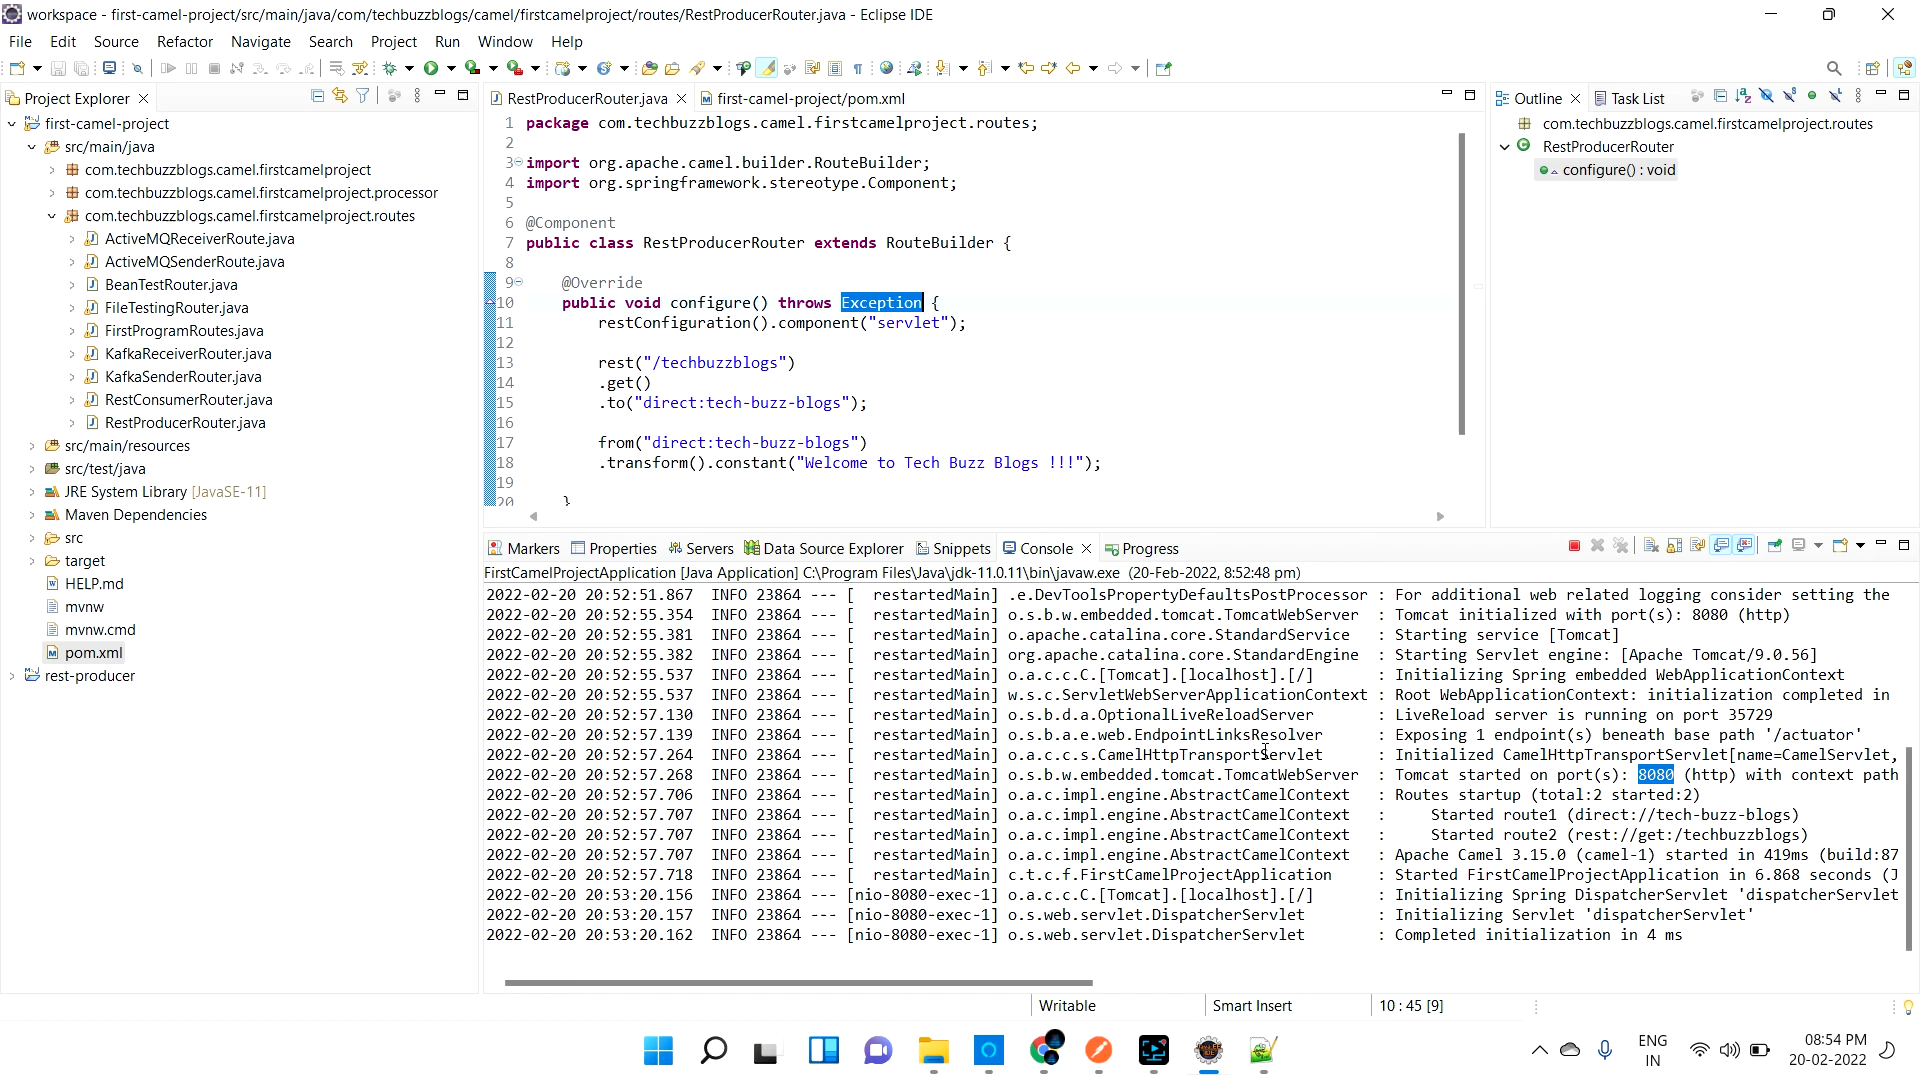 workspace - first-camel-project/src/main/java/com/techbuzzblogs/camel/firstcamelproject/routes/RestProducerRouter.java - Eclipse IDE
File Edit Source Refactor Navigate Search Project Run Window Help
Project Explorer
first-camel-project
src/main/java
com.techbuzzblogs.camel.firstcamelproject
com.techbuzzblogs.camel.firstcamelproject.processor
com.techbuzzblogs.camel.firstcamelproject.routes
ActiveMQReceiverRoute.java
ActiveMQSenderRoute.java
BeanTestRouter.java
FileTestingRouter.java
FirstProgramRoutes.java
KafkaReceiverRouter.java
KafkaSenderRouter.java
RestConsumerRouter.java
RestProducerRouter.java
src/main/resources
src/test/java
JRE System Library [JavaSE-11]
Maven Dependencies
src
target
HELP.md
mvnw
mvnw.cmd
pom.xml
rest-producer
RestProducerRouter.java first-camel-project/pom.xml
1 package com.techbuzzblogs.camel.firstcamelproject.routes;
2
3 import org.apache.camel.builder.RouteBuilder;
4 import org.springframework.stereotype.Component;
5
6 @Component
7 public class RestProducerRouter extends RouteBuilder {
8
9 @Override
10 public void configure() throws Exception {
11 restConfiguration().component("servlet");
12
13 rest("/techbuzzblogs")
14 .get()
15 .to("direct:tech-buzz-blogs");
16
17 from("direct:tech-buzz-blogs")
18 .transform().constant("Welcome to Tech Buzz Blogs !!!");
19
20 }
Outline Task List
com.techbuzzblogs.camel.firstcamelproject.routes
RestProducerRouter
configure() : void
Markers Properties Servers Data Source Explorer Snippets Console Progress
FirstCamelProjectApplication [Java Application] C:\Program Files\Java\jdk-11.0.11\bin\javaw.exe (20-Feb-2022, 8:52:48 pm)
2022-02-20 20:52:51.867 INFO 23864 --- [ restartedMain] .e.DevToolsPropertyDefaultsPostProcessor : For additional web related logging consider setting the
2022-02-20 20:52:55.354 INFO 23864 --- [ restartedMain] o.s.b.w.embedded.tomcat.TomcatWebServer : Tomcat initialized with port(s): 8080 (http)
2022-02-20 20:52:55.381 INFO 23864 --- [ restartedMain] o.apache.catalina.core.StandardService : Starting service [Tomcat]
2022-02-20 20:52:55.382 INFO 23864 --- [ restartedMain] org.apache.catalina.core.StandardEngine : Starting Servlet engine: [Apache Tomcat/9.0.56]
2022-02-20 20:52:55.537 INFO 23864 --- [ restartedMain] o.a.c.c.C.[Tomcat].[localhost].[/] : Initializing Spring embedded WebApplicationContext
2022-02-20 20:52:55.537 INFO 23864 --- [ restartedMain] w.s.c.ServletWebServerApplicationContext : Root WebApplicationContext: initialization completed in
2022-02-20 20:52:57.130 INFO 23864 --- [ restartedMain] o.s.b.d.a.OptionalLiveReloadServer : LiveReload server is running on port 35729
2022-02-20 20:52:57.139 INFO 23864 --- [ restartedMain] o.s.b.a.e.web.EndpointLinksResolver : Exposing 1 endpoint(s) beneath base path '/actuator'
2022-02-20 20:52:57.264 INFO 23864 --- [ restartedMain] o.a.c.c.s.CamelHttpTransportServlet : Initialized CamelHttpTransportServlet[name=CamelServlet,
2022-02-20 20:52:57.268 INFO 23864 --- [ restartedMain] o.s.b.w.embedded.tomcat.TomcatWebServer : Tomcat started on port(s): 8080 (http) with context path
2022-02-20 20:52:57.706 INFO 23864 --- [ restartedMain] o.a.c.impl.engine.AbstractCamelContext : Routes startup (total:2 started:2)
2022-02-20 20:52:57.707 INFO 23864 --- [ restartedMain] o.a.c.impl.engine.AbstractCamelContext : Started route1 (direct://tech-buzz-blogs)
2022-02-20 20:52:57.707 INFO 23864 --- [ restartedMain] o.a.c.impl.engine.AbstractCamelContext : Started route2 (rest://get:/techbuzzblogs)
2022-02-20 20:52:57.707 INFO 23864 --- [ restartedMain] o.a.c.impl.engine.AbstractCamelContext : Apache Camel 3.15.0 (camel-1) started in 419ms (build:87
2022-02-20 20:52:57.718 INFO 23864 --- [ restartedMain] c.t.c.f.FirstCamelProjectApplication : Started FirstCamelProjectApplication in 6.868 seconds (J
2022-02-20 20:53:20.156 INFO 23864 --- [nio-8080-exec-1] o.a.c.c.C.[Tomcat].[localhost].[/] : Initializing Spring DispatcherServlet 'dispatcherServlet
2022-02-20 20:53:20.157 INFO 23864 --- [nio-8080-exec-1] o.s.web.servlet.DispatcherServlet : Initializing Servlet 'dispatcherServlet'
2022-02-20 20:53:20.162 INFO 23864 --- [nio-8080-exec-1] o.s.web.servlet.DispatcherServlet : Completed initialization in 4 ms
Writable Smart Insert 10 : 45 [9]
ENG
IN
08:54 PM
20-02-2022